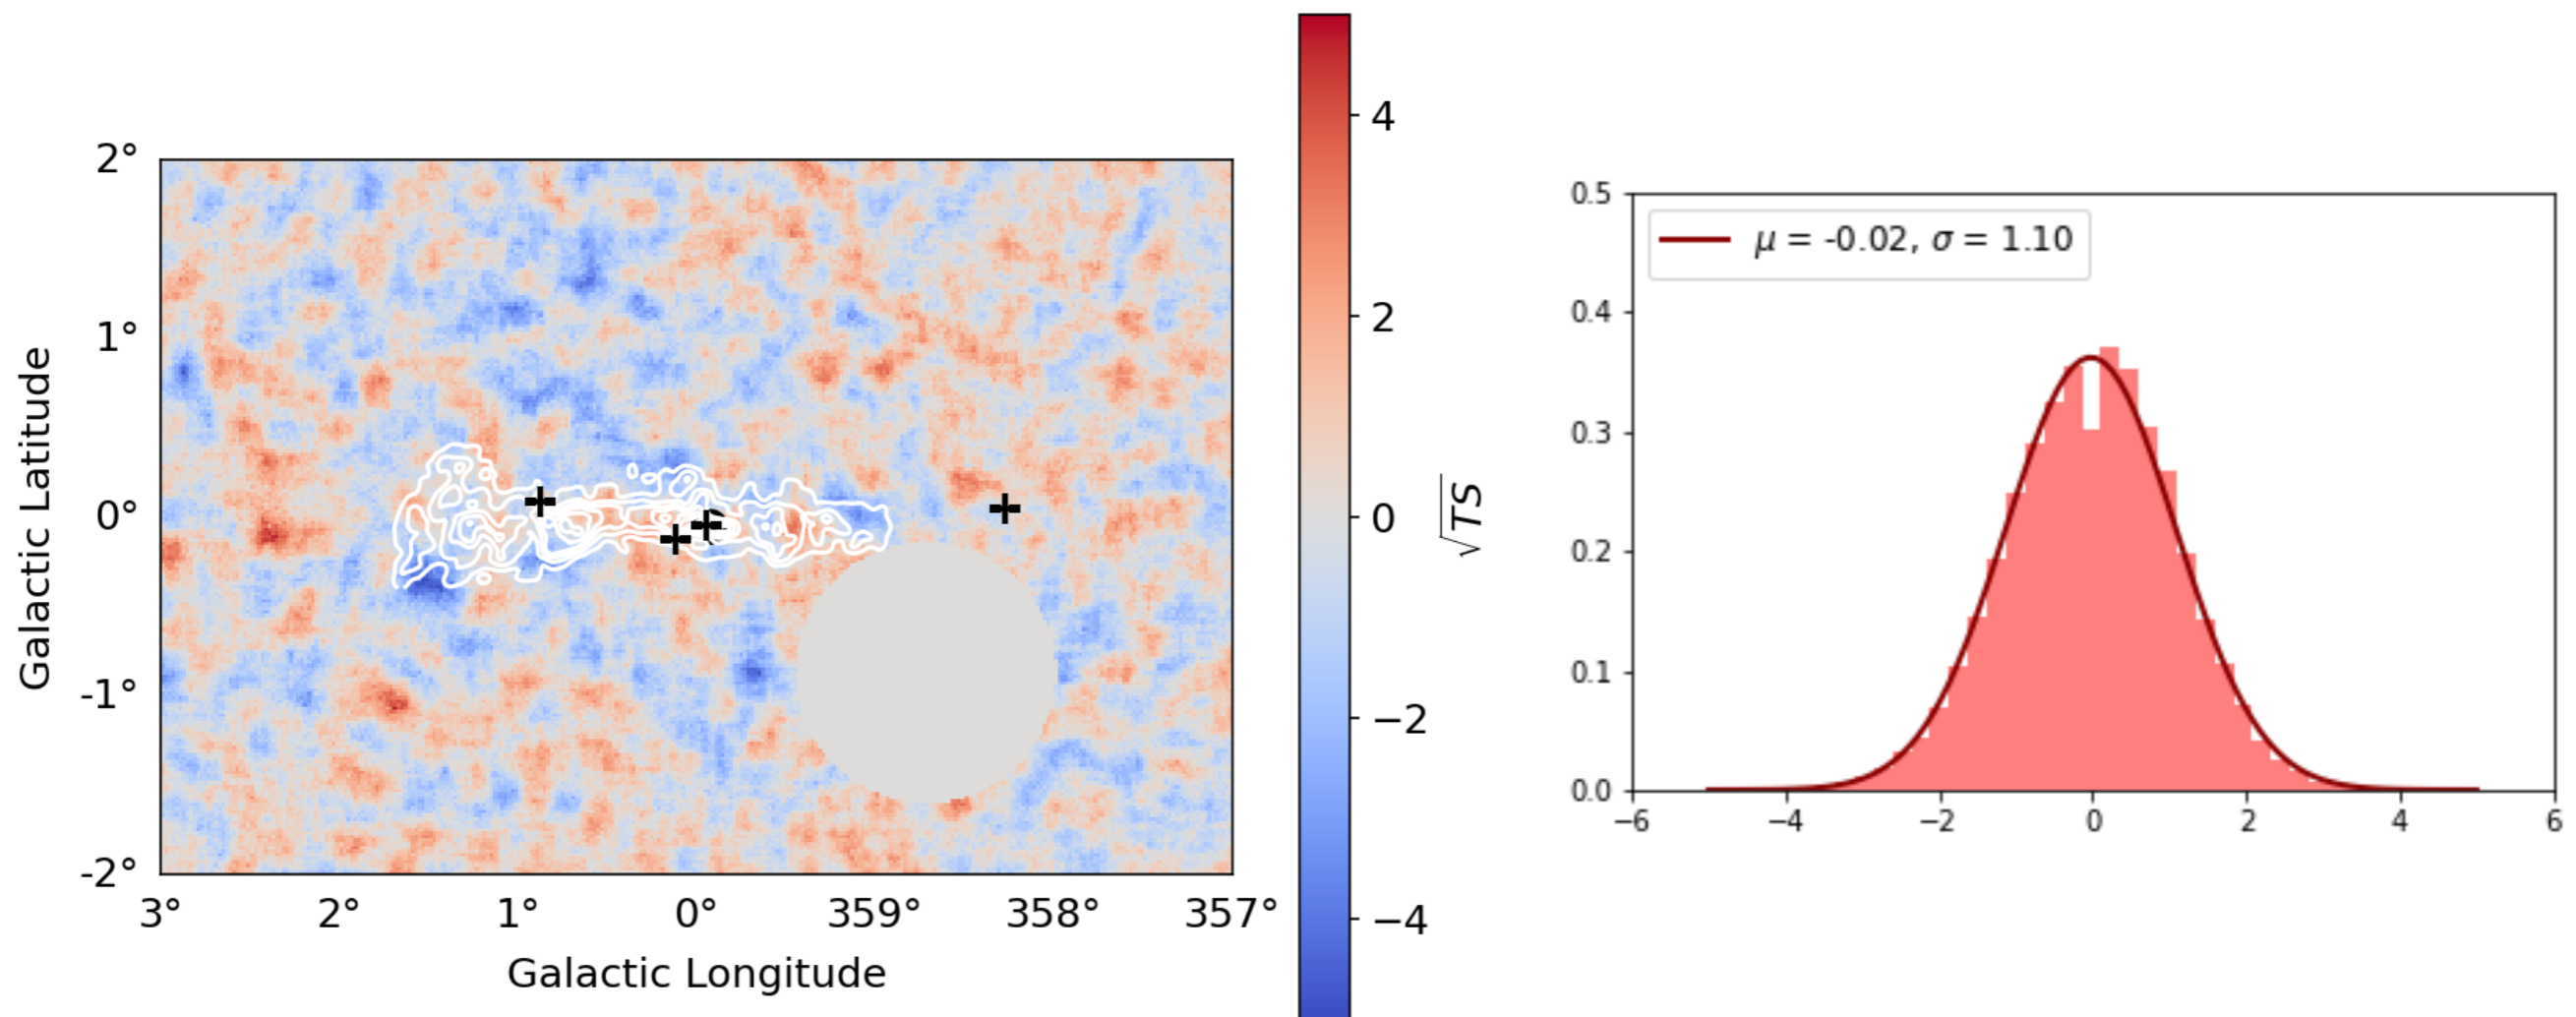 2°
1°
0°
-1°
-2°
Galactic Latitude
3° 2° 1° 0° 359° 358° 357°
Galactic Longitude
4
2
0
−2
−4
√TS
μ = -0.02, σ = 1.10
0.5
0.4
0.3
0.2
0.1
0.0
−6 −4 −2 0 2 4 6